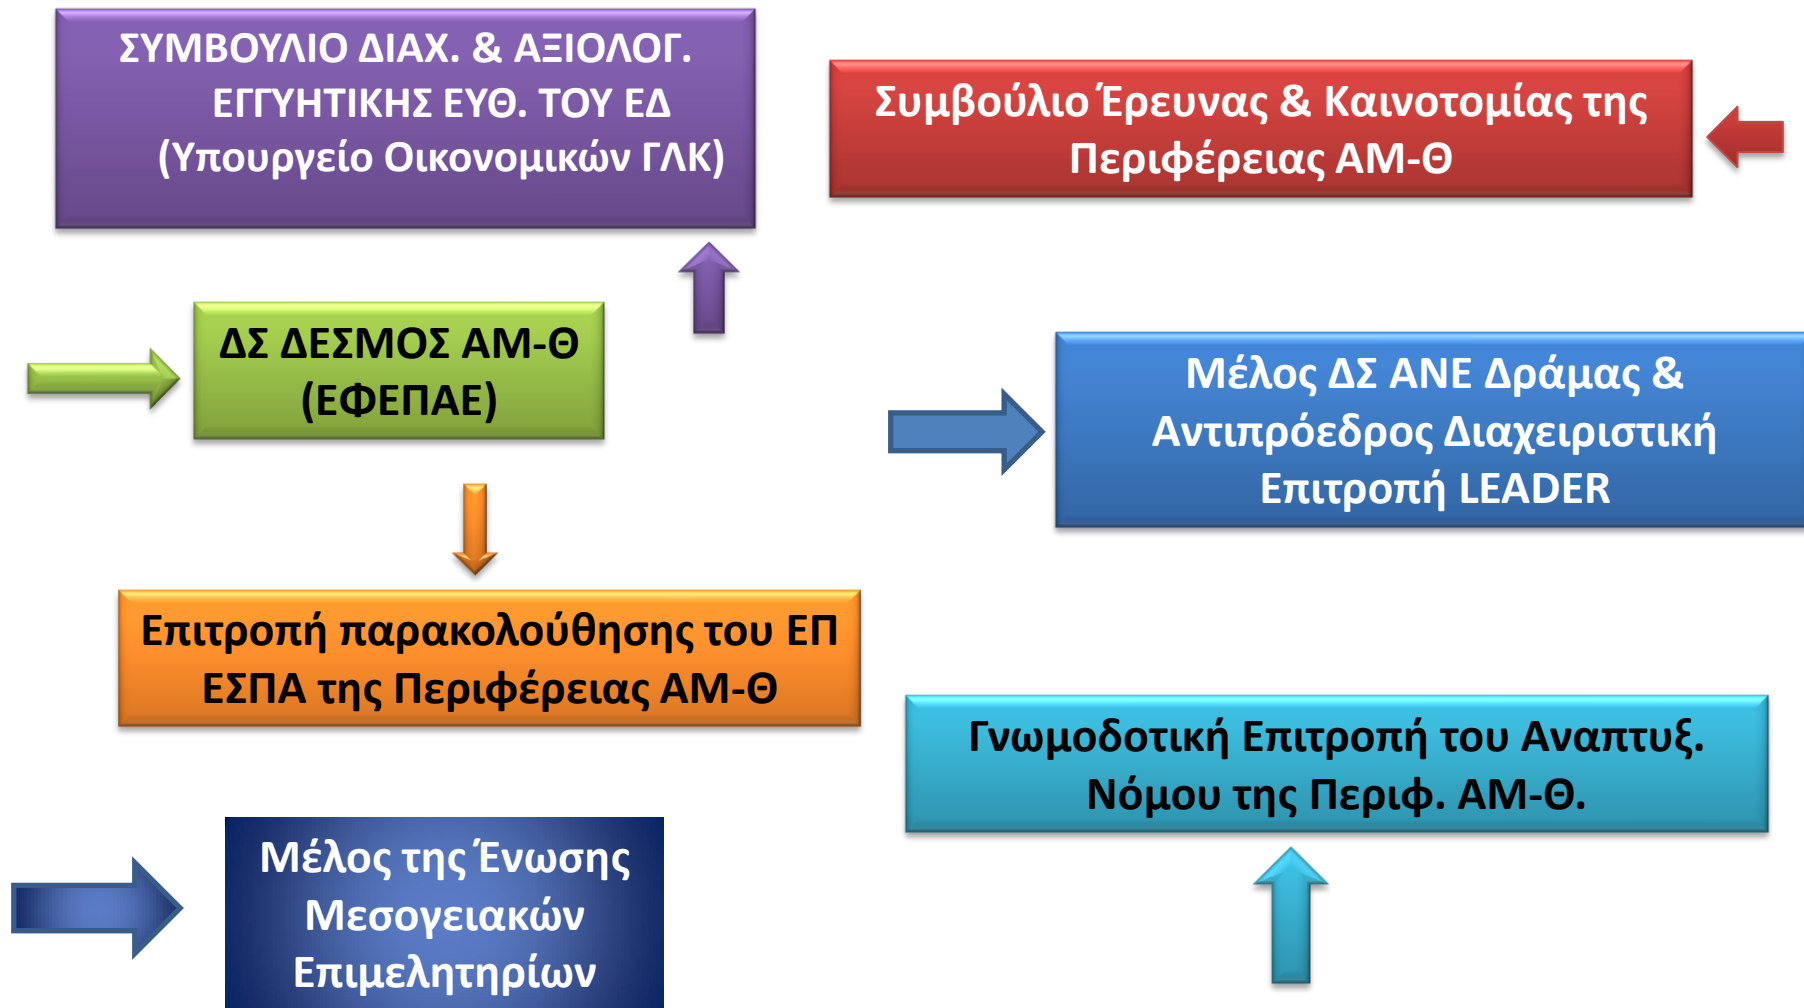 ΣΥΜΒΟΥΛΙΟ ΔΙΑΧ. & ΑΞΙΟΛΟΓ.
ΕΓΓΥΗΤΙΚΗΣ ΕΥΘ. ΤΟΥ ΕΔ
(Υπουργείο Οικονομικών ΓΛΚ)
Συμβούλιο Έρευνας & Καινοτομίας της
Περιφέρειας ΑΜ-Θ
ΔΣ ΔΕΣΜΟΣ ΑΜ-Θ
(ΕΦΕΠΑΕ)
Μέλος ΔΣ ΑΝΕ Δράμας &
Αντιπρόεδρος Διαχειριστική
Επιτροπή LEADER
Επιτροπή παρακολούθησης του ΕΠ
ΕΣΠΑ της Περιφέρειας ΑΜ-Θ
Γνωμοδοτική Επιτροπή του Αναπτυξ.
Νόμου της Περιφ. ΑΜ-Θ.
Μέλος της Ένωσης
Μεσογειακών
Επιμελητηρίων